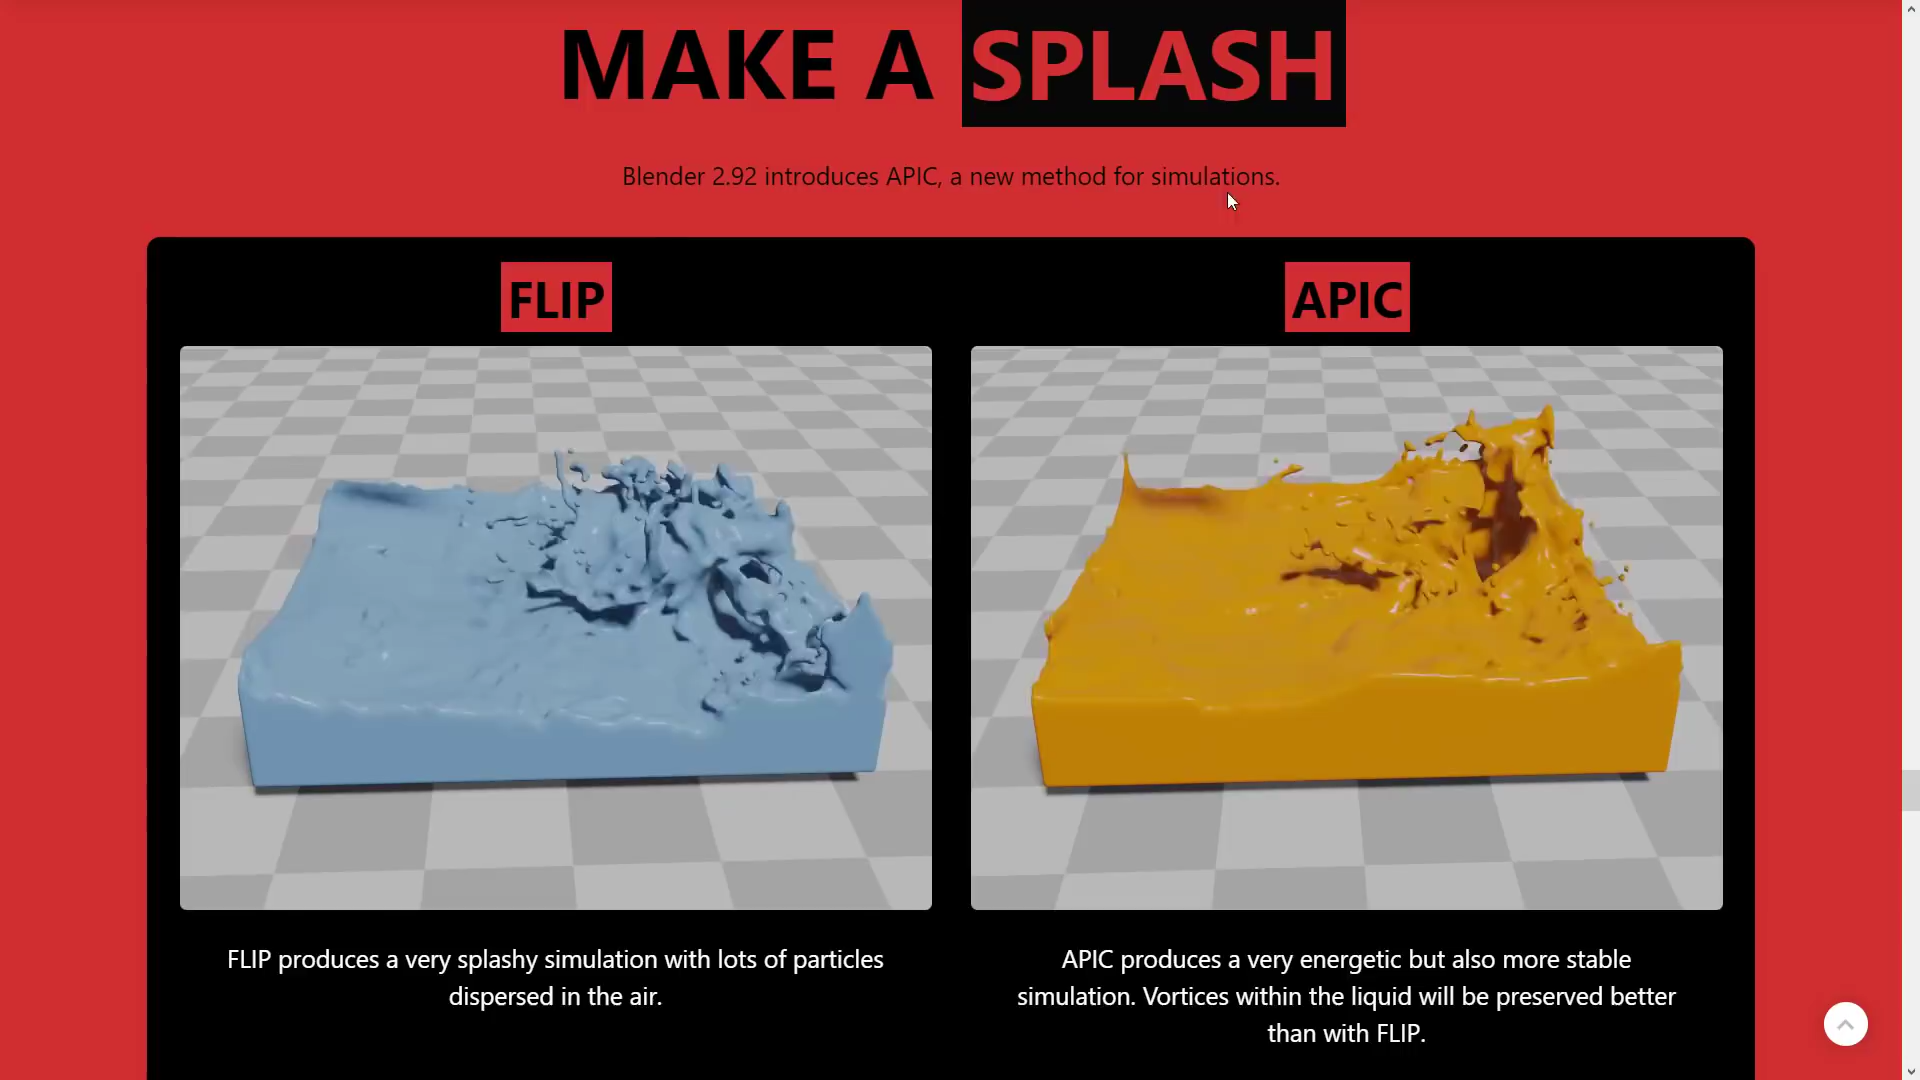 MAKE A SPLASH
Blender 2.92 introduces APIC, a new method for simulations.
FLIP
APIC
FLIP produces a very splashy simulation with lots of particles
dispersed in the air.
APIC produces a very energetic but also more stable
simulation. Vortices within the liquid will be preserved better
than with FLIP.